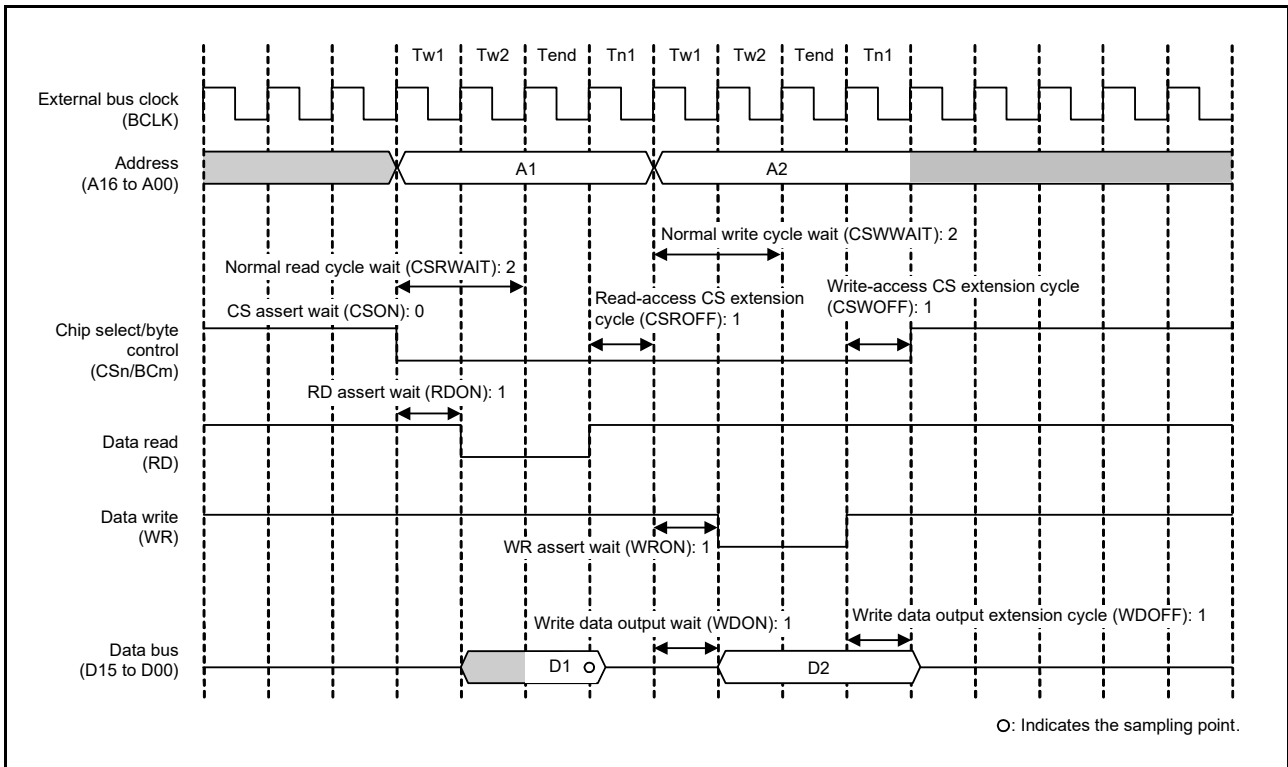 Tw1 Tw2 Tend Tn1 Tw1 Tw2 Tend Tn1
External bus clock
(BCLK)
Address
(A16 to A00)
A1
A2
Normal write cycle wait (CSWWAIT): 2
Normal read cycle wait (CSRWAIT): 2
Read-access CS extension
cycle (CSROFF): 1
Write-access CS extension cycle
(CSWOFF): 1
CS assert wait (CSON): 0
Chip select/byte
control
(CSn/BCm)
RD assert wait (RDON): 1
Data read
(RD)
Data write
(WR)
WR assert wait (WRON): 1
Write data output wait (WDON): 1
Write data output extension cycle (WDOFF): 1
Data bus
(D15 to D00)
D1
D2
O: Indicates the sampling point.